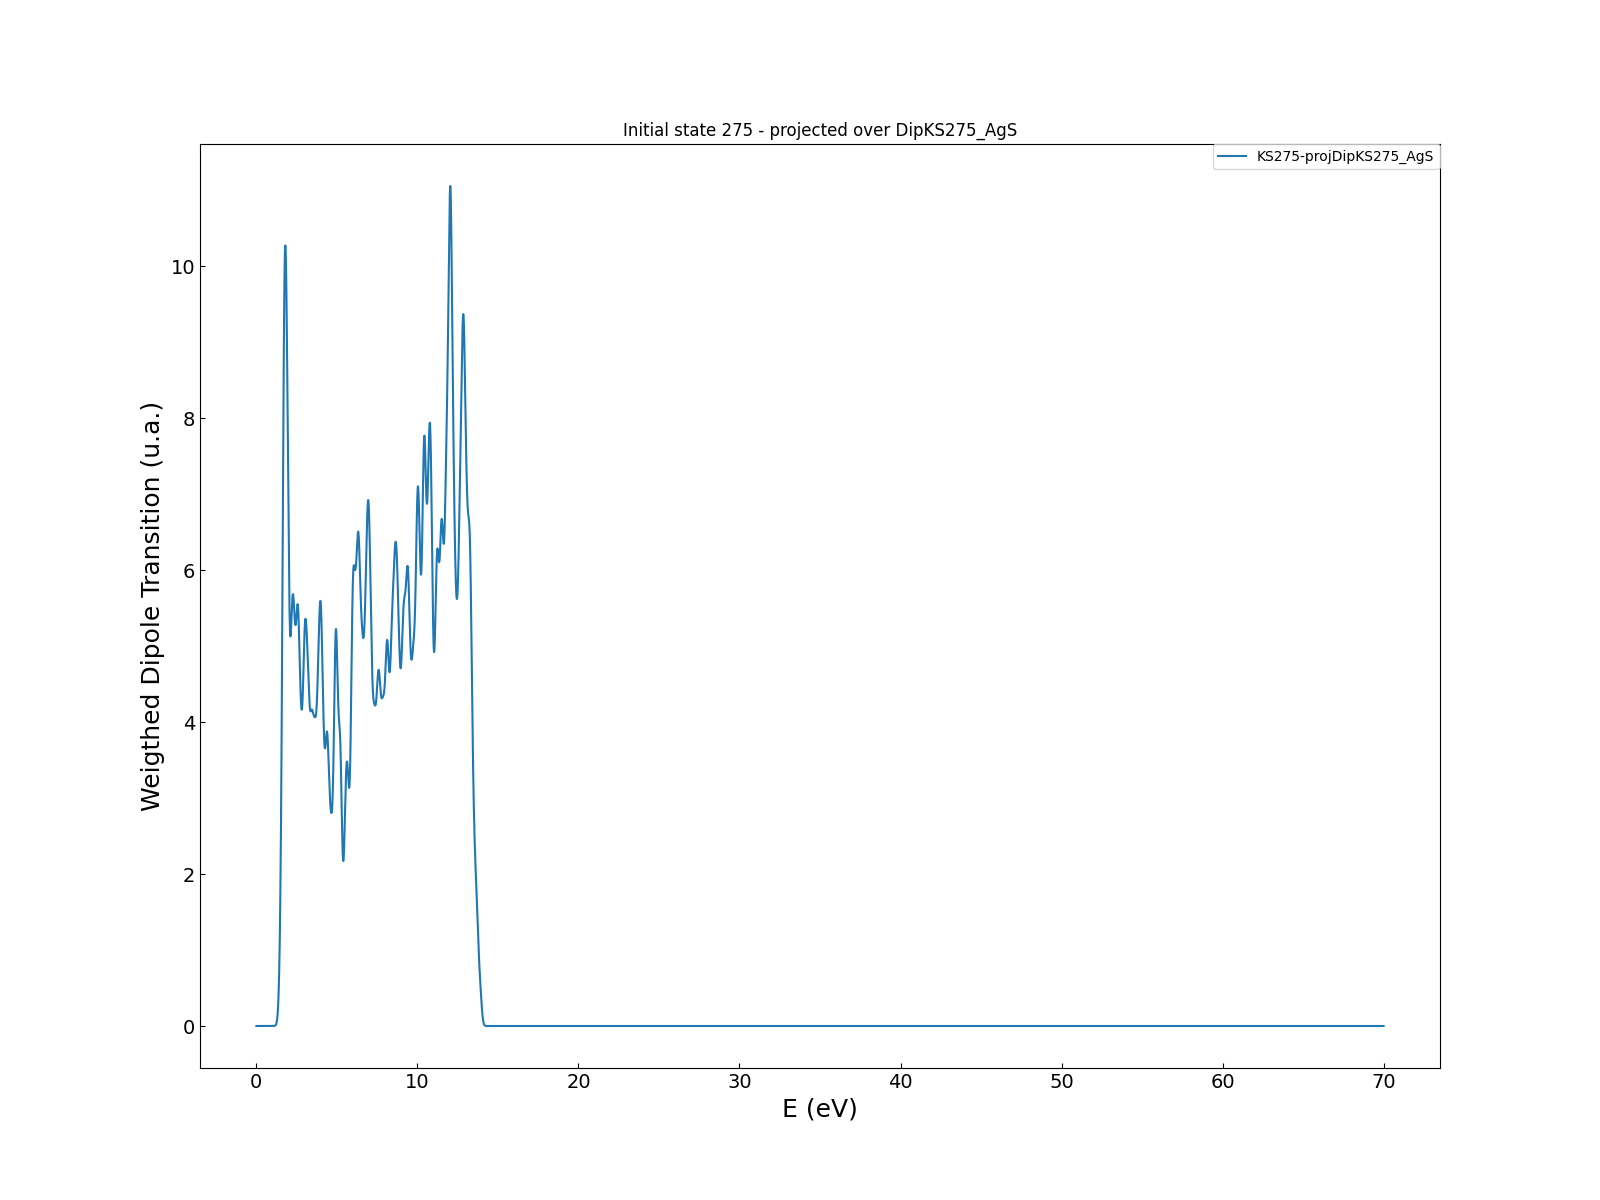 Initial state 275 - projected over DipKS275_AgS
KS275-projDipKS275_AgS
Weigthed Dipole Transition (u.a.)
10
8
6
4
2
0
0 10 20 30 40 50 60 70
E (eV)